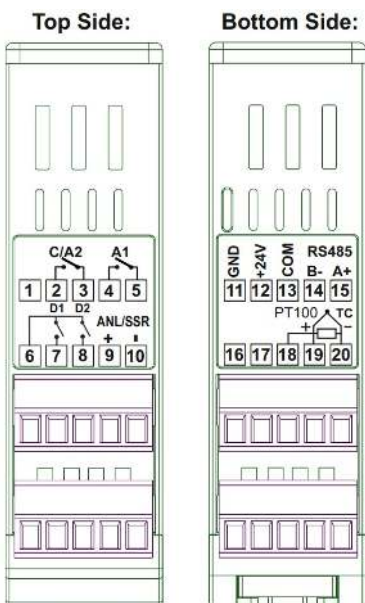 Top Side:
Bottom Side:
C/A2 A1
1 2 3 4 5
D1 D2 ANL/SSR
+ -
6 7 8 9 10
GND +24V COM RS485
B- A+
11 12 13 14 15
PT100 TC
+ -
16 17 18 19 20